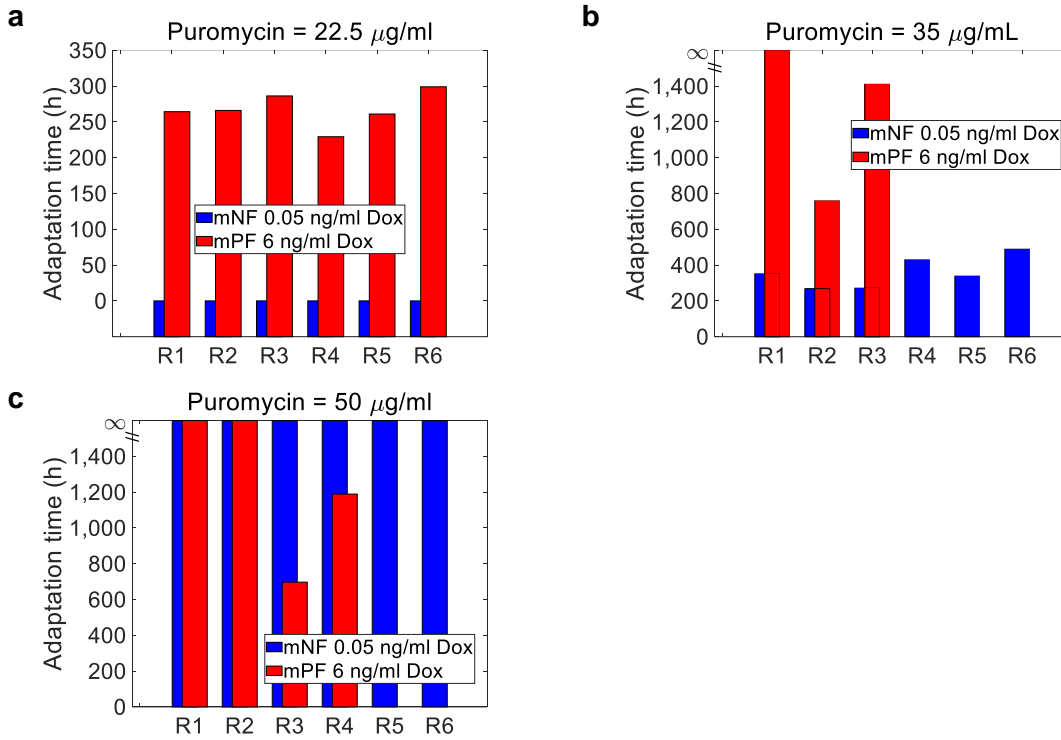 a
Puromycin = 22.5 μg/ml
Adaptation time (h)
350
300
250
200
150
100
50
0
mNF 0.05 ng/ml Dox
mPF 6 ng/ml Dox
R1 R2 R3 R4 R5 R6
b
Puromycin = 35 μg/mL
Adaptation time (h)
∞
1,400
1,200
1,000
800
600
400
200
0
mNF 0.05 ng/ml Dox
mPF 6 ng/ml Dox
R1 R2 R3 R4 R5 R6
c
Puromycin = 50 μg/ml
Adaptation time (h)
∞
1,400
1,200
1,000
800
600
400
200
0
mNF 0.05 ng/ml Dox
mPF 6 ng/ml Dox
R1 R2 R3 R4 R5 R6